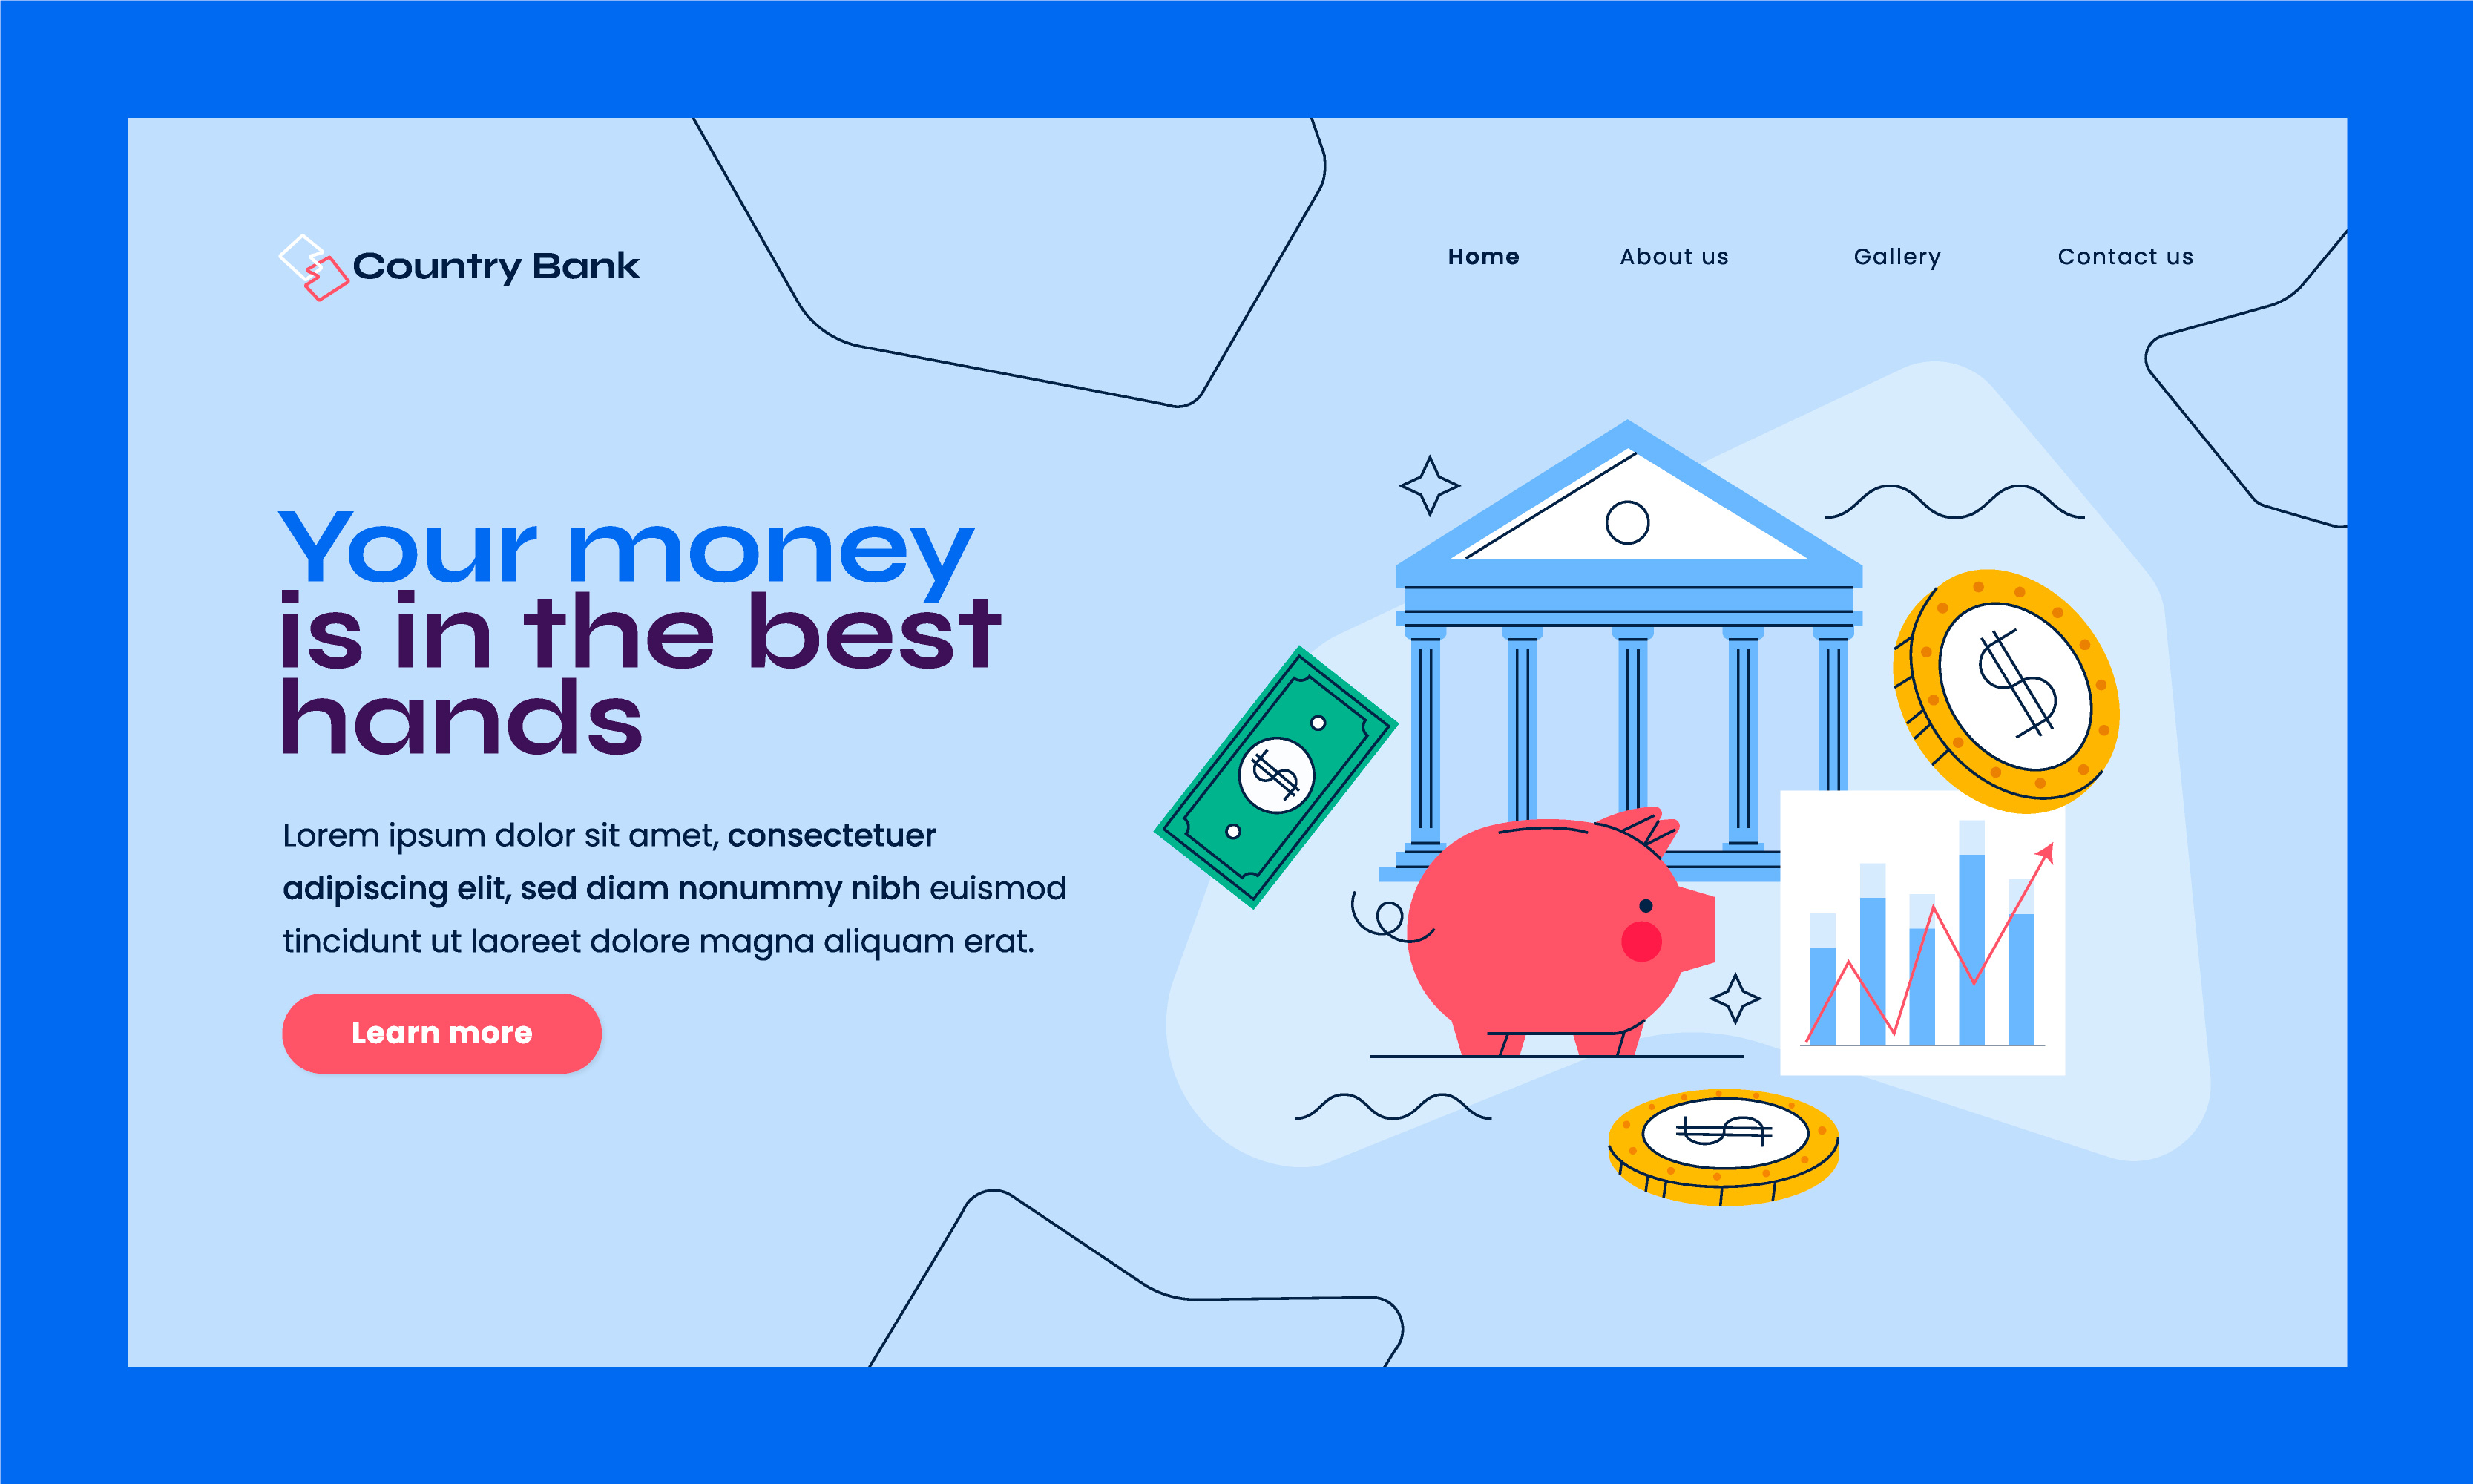 Country Bank
Home
About us
Gallery
Contact us
Your money
is in the best
hands
Lorem ipsum dolor sit amet, consectetuer
adipiscing elit, sed diam nonummy nibh euismod
tincidunt ut laoreet dolore magna aliquam erat.
Learn more
$
$
$